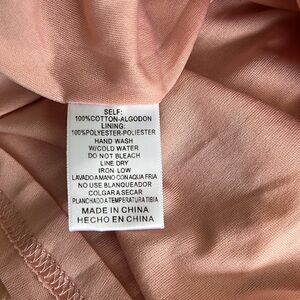 SELF:
100%COTTON-ALGODON
LINING:
100%POLYESTER-POLIESTER
HAND WASH
W/COLD WATER
DO NOT BLEACH
LINE DRY
IRON LOW
LAVADO A MANO CON AQUA FRIA
NO USE BLANQUEADOR
COLGAR A SECAR
PLANCHADO A TEMPERATURA TIBIA
MADE IN CHINA
HECHO EN CHINA